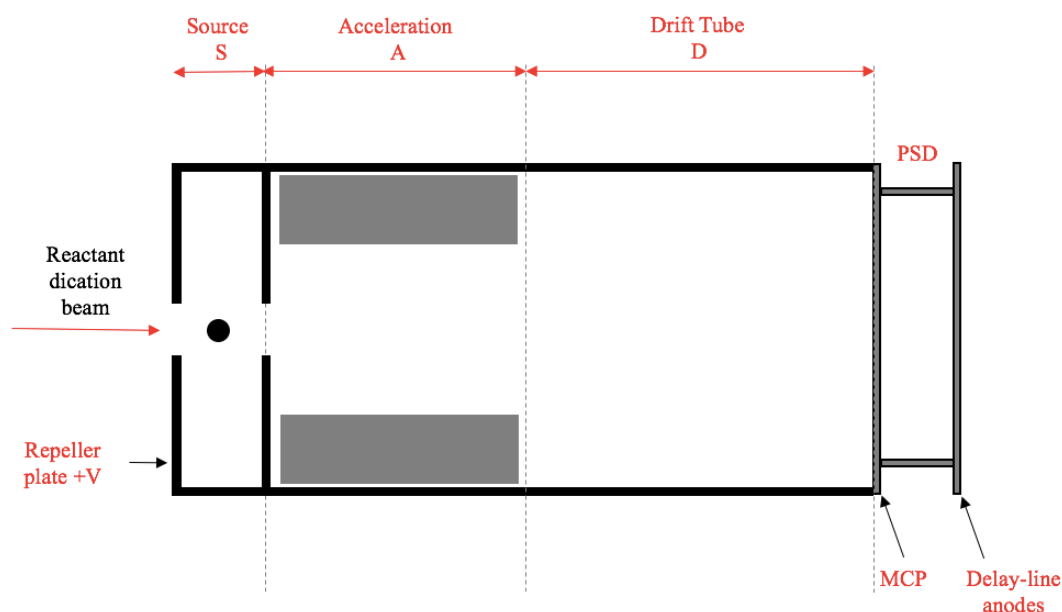 Source
S
Acceleration
A
Drift Tube
D
PSD
Reactant
dication
beam
Repeller
plate +V
MCP
Delay-line
anodes